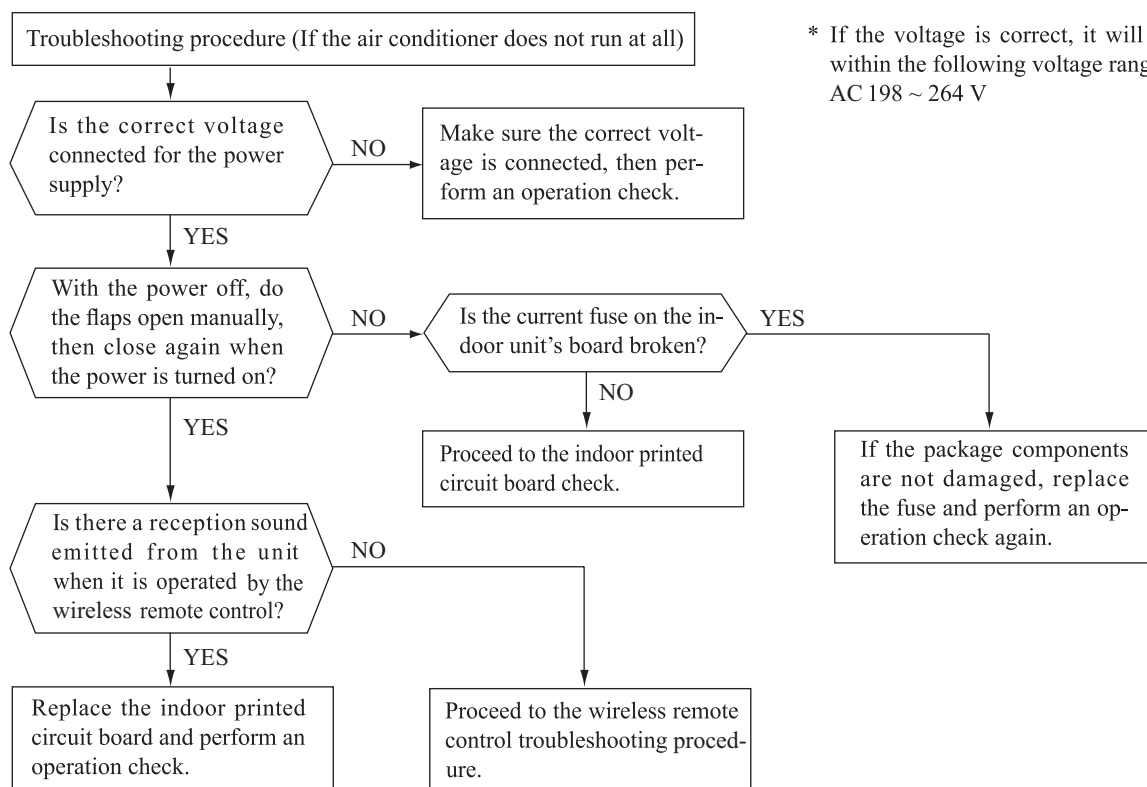 Troubleshooting procedure (If the air conditioner does not run at all)
* If the voltage is correct, it will
within the following voltage
AC 198 ~ 264 V
Is the correct voltage
connected for the power
supply?
NO
Make sure the correct volt-
age is connected, then per-
form an operation check.
YES
With the power off, do
the flaps open manually,
then close again when
the power is turned on?
NO
Is the current fuse on the in-
door unit's board broken?
YES
NO
YES
Proceed to the indoor printed
circuit board check.
If the package components
are not damaged, replace
the fuse and perform an op-
eration check again.
Is there a reception sound
emitted from the unit
when it is operated by the
wireless remote control?
NO
YES
Replace the indoor printed
circuit board and perform an
operation check.
Proceed to the wireless remote
control troubleshooting proced-
ure.